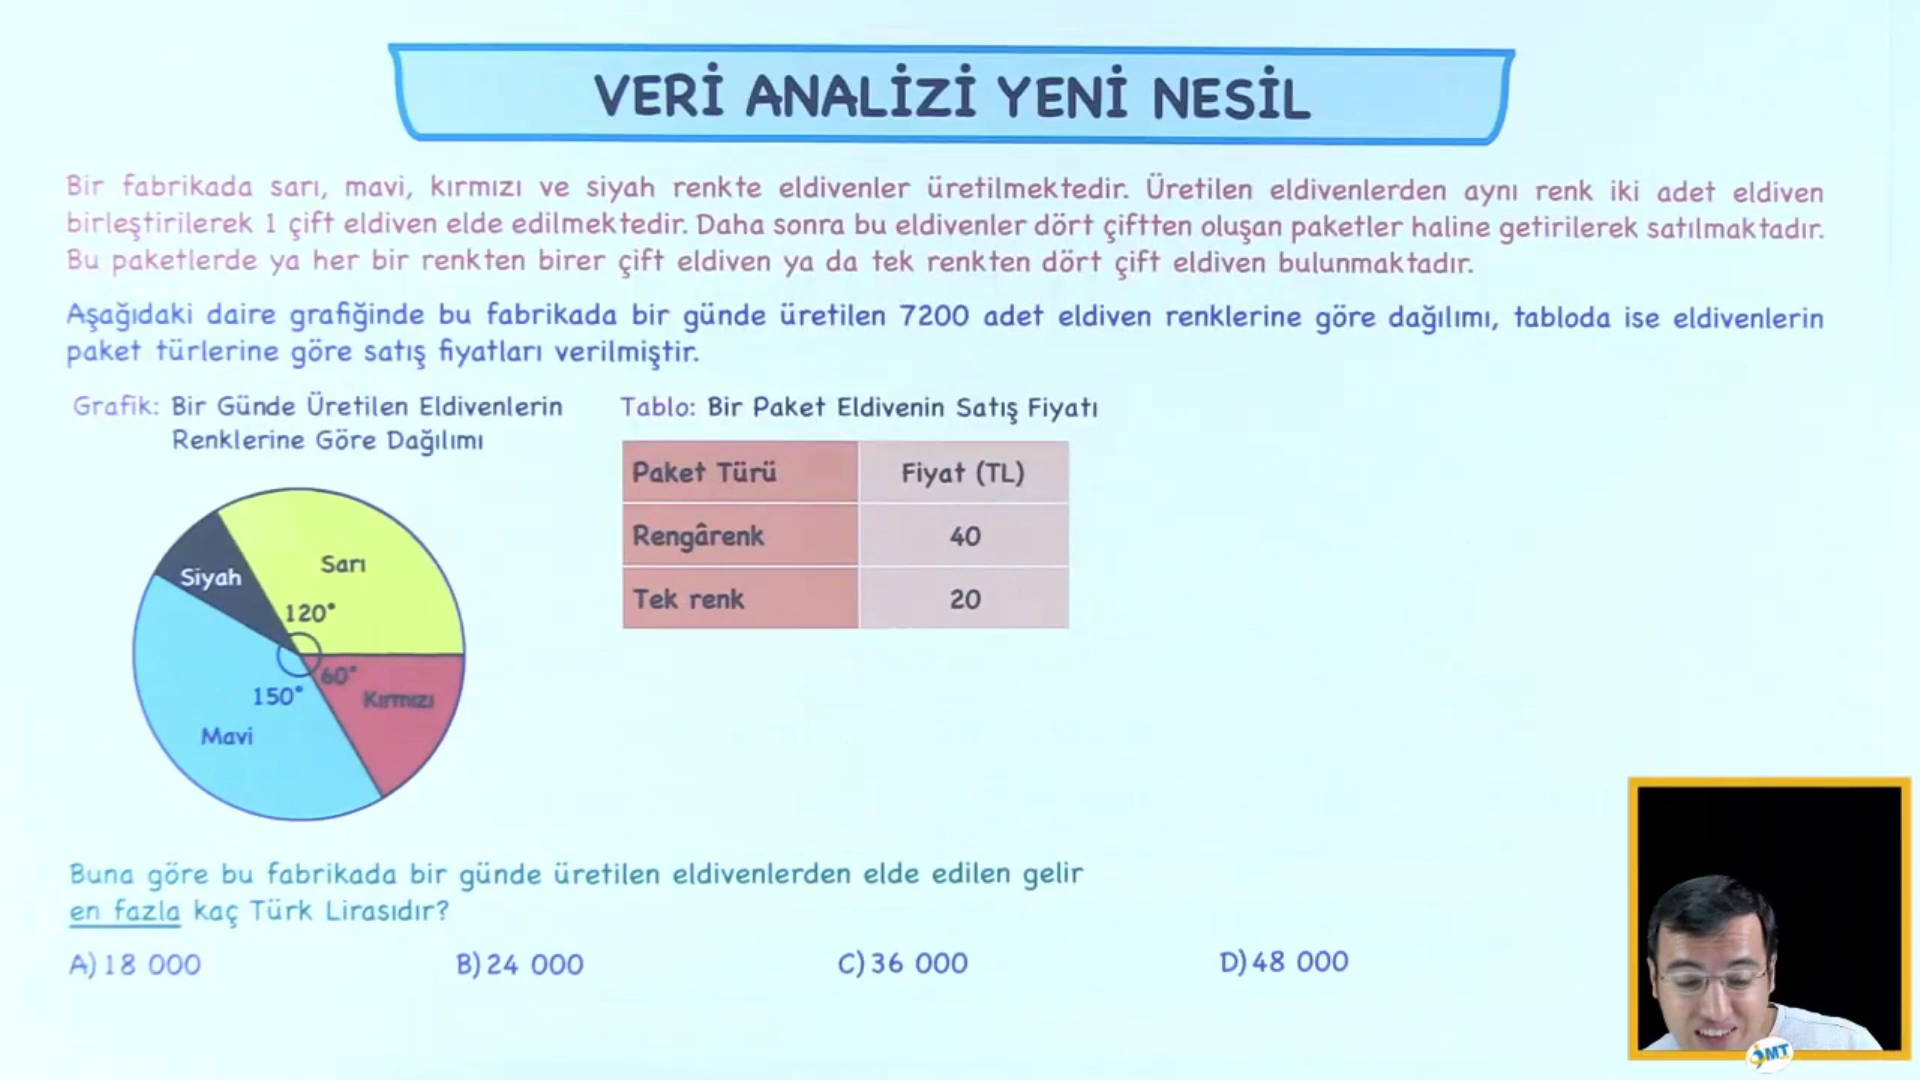 VERİ ANALİZİ YENİ NESİL
Bir fabrikada sarı, mavi, kırmızı ve siyah renkte eldivenler üretilmektedir. Üretilen eldivenlerden aynı renk iki adet eldiven
birleştirilerek 1 çift eldiven elde edilmektedir. Daha sonra bu eldivenler dört çiftten oluşan paketler haline getirilerek satılmaktadır.
Bu paketlerde ya her bir renkten birer çift eldiven ya da tek renkten dört çift eldiven bulunmaktadır.
Aşağıdaki daire grafiğinde bu fabrikada bir günde üretilen 7200 adet eldiven renklerine göre dağılımı, tabloda ise eldivenlerin
paket türlerine göre satış fiyatları verilmiştir.
Grafik: Bir Günde Üretilen Eldivenlerin
Renklerine Göre Dağılımı
Siyah
Sarı
120°
60°
150°
Kırmızı
Mavi
Tablo: Bir Paket Eldivenin Satış Fiyatı
Paket Türü Fiyat (TL)
Rengârenk 40
Tek renk 20
Buna göre bu fabrikada bir günde üretilen eldivenlerden elde edilen gelir
en fazla kaç Türk Lirasıdır?
A) 18 000 B) 24 000 C) 36 000 D) 48 000
MT